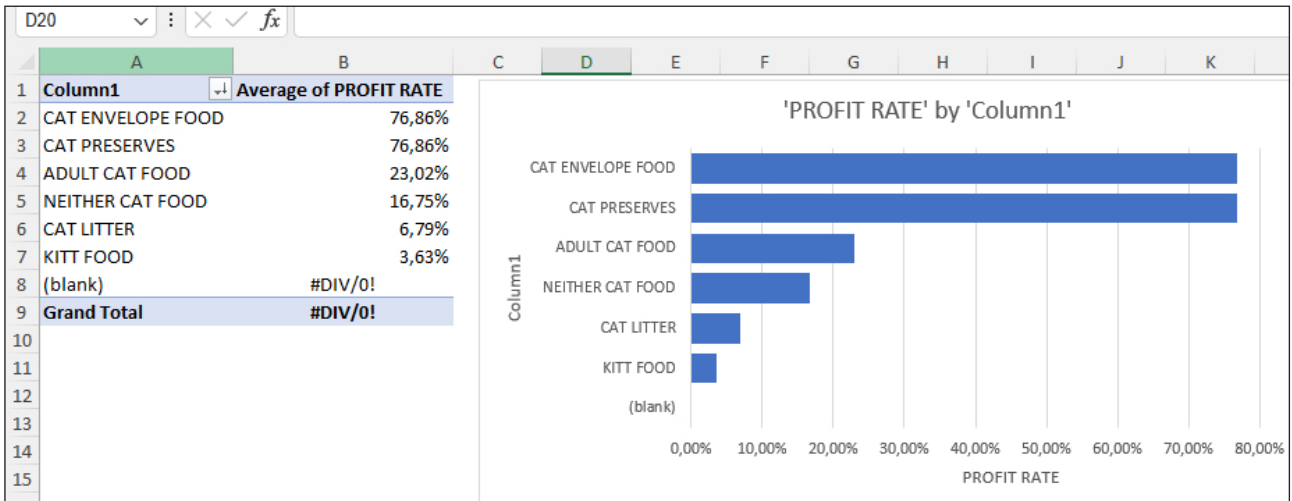 D20 fx
A B C D E F G H I J K
1 Column1 Average of PROFIT RATE
2 CAT ENVELOPE FOOD 76,86%
3 CAT PRESERVES 76,86%
4 ADULT CAT FOOD 23,02%
5 NEITHER CAT FOOD 16,75%
6 CAT LITTER 6,79%
7 KITT FOOD 3,63%
8 (blank) #DIV/0!
9 Grand Total #DIV/0!
10
11
12
13
14
15
'PROFIT RATE' by 'Column1'
Column1
CAT ENVELOPE FOOD
CAT PRESERVES
ADULT CAT FOOD
NEITHER CAT FOOD
CAT LITTER
KITT FOOD
(blank)
0,00% 10,00% 20,00% 30,00% 40,00% 50,00% 60,00% 70,00% 80,00%
PROFIT RATE